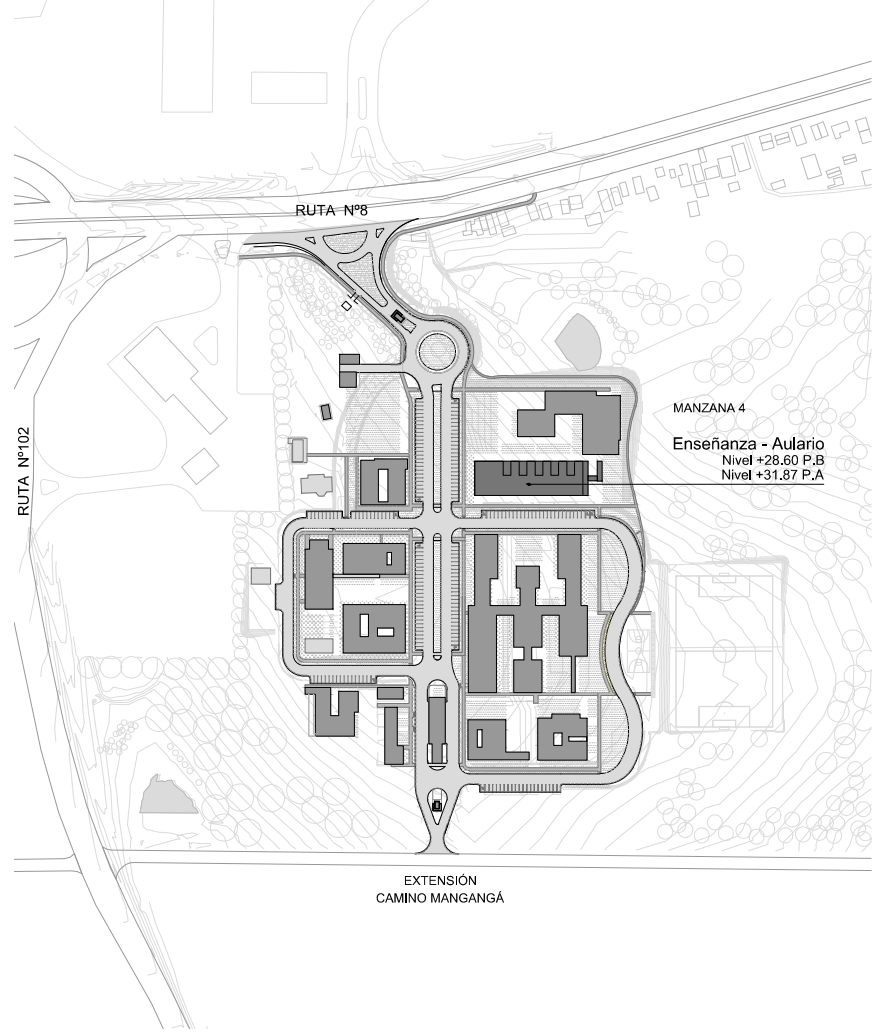 RUTA Nº8
MANZANA 4
Enseñanza - Aulario
Nivel +28.60 P.B
Nivel +31.87 P.A
RUTA Nº102
EXTENSIÓN
CAMINO MANGANGÁ